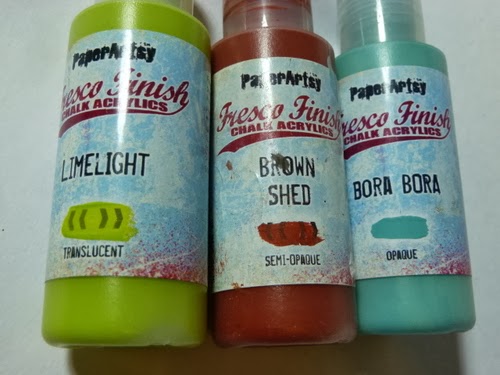 PaperArtsy
Fresco Finish
CHALK ACRYLICS
LIMELIGHT
TRANSLUCENT
PaperArtsy
Fresco Finish
CHALK ACRYLICS
BROWN
SHED
SEMI-OPAQUE
PaperArtsy
Fresco Finish
CHALK ACRYLICS
BORA BORA
OPAQUE